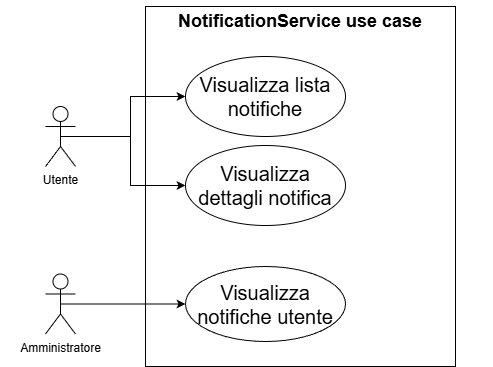 NotificationService use case
Visualizza lista
notifiche
Utente
Visualizza
dettagli notifica
Visualizza
notifiche utente
Amministratore